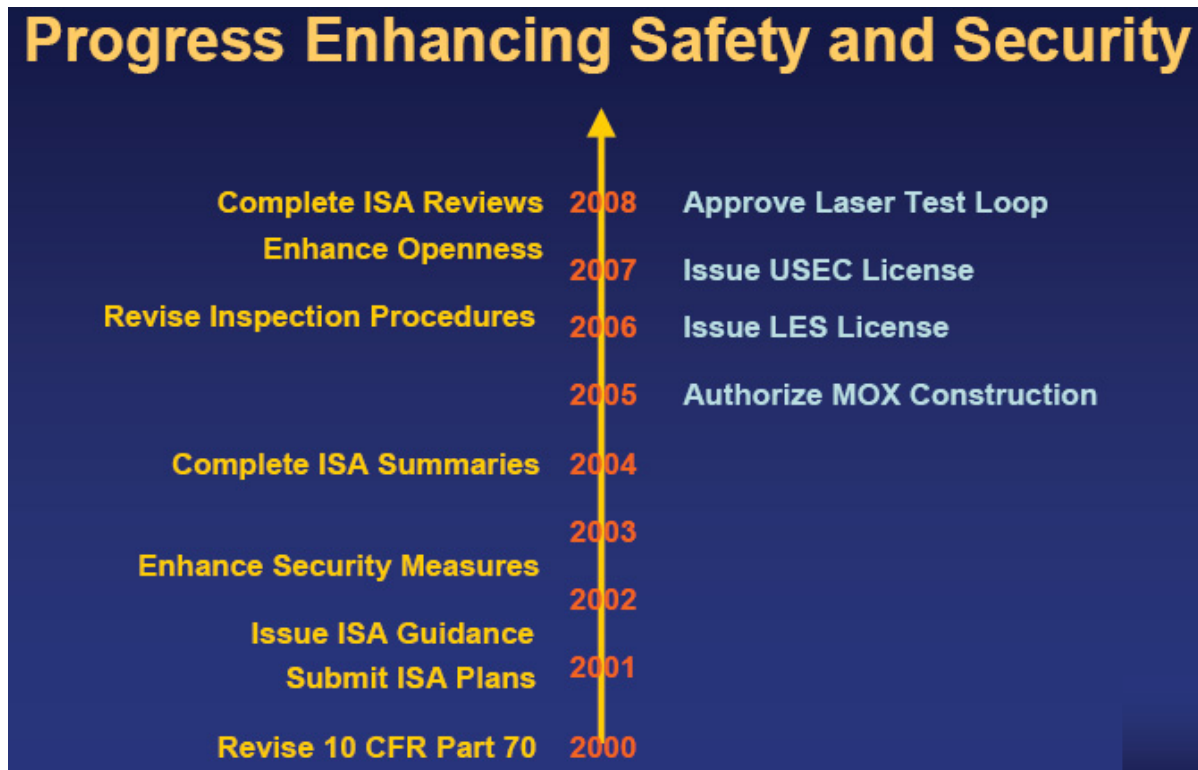 Progress Enhancing Safety and Security
Complete ISA Reviews 2008 Approve Laser Test Loop
Enhance Openness
2007 Issue USEC License
Revise Inspection Procedures
2006 Issue LES License
2005 Authorize MOX Construction
Complete ISA Summaries 2004
2003
Enhance Security Measures
2002
Issue ISA Guidance
2001
Submit ISA Plans
Revise 10 CFR Part 70 2000